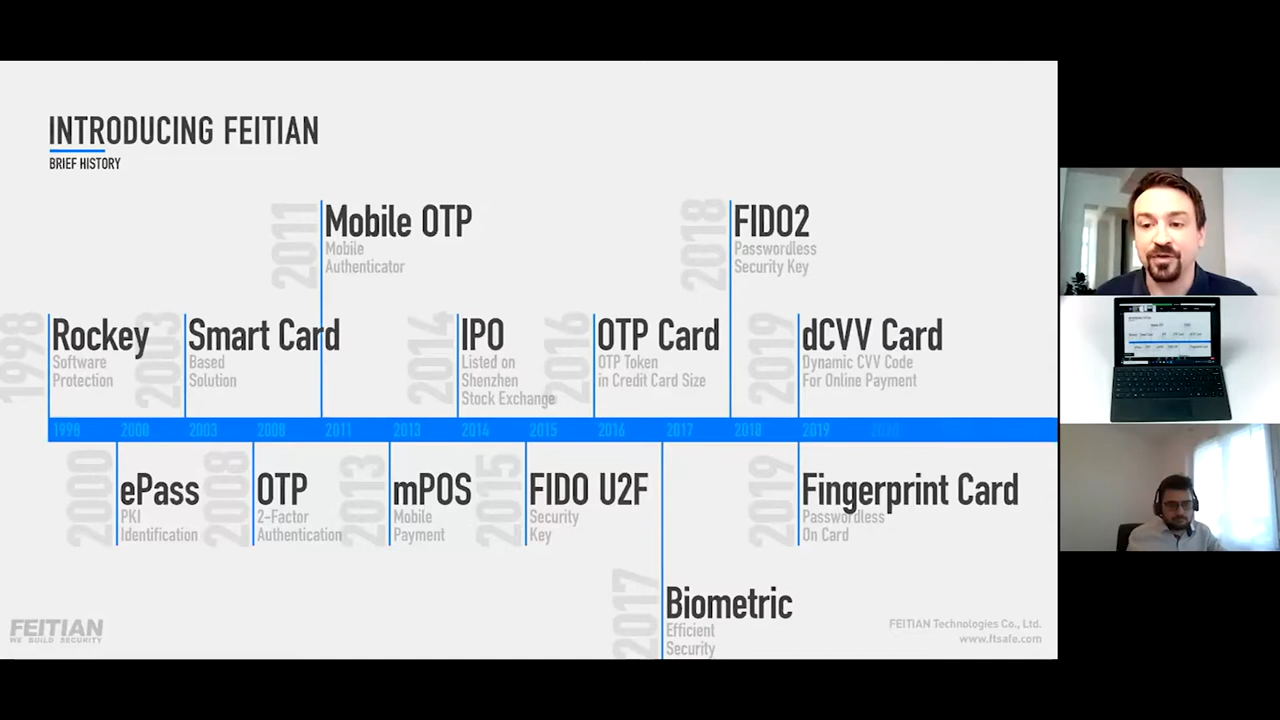 INTRODUCING FEITIAN
BRIEF HISTORY
2011
Mobile OTP
Mobile
Authenticator
2018
FIDO2
Passwordless
Security Key
1998
Rockey
Software
Protection
2003
Smart Card
Based
Solution
2014
IPO
Listed on
Shenzhen
Stock Exchange
2016
OTP Card
OTP Token
in Credit Card Size
2019
dCVV Card
Dynamic CVV Code
For Online Payment
1998 2000 2003 2008 2011 2013 2014 2015 2016 2017 2018 2019 2020
2000
ePass
PKI
Identification
2008
OTP
2-Factor
Authentication
2013
mPOS
Mobile
Payment
2015
FIDO U2F
Security
Key
2019
Fingerprint Card
Passwordless
On Card
2017
Biometric
Efficient
Security
FEITIAN
WE BUILD SECURITY
FEITIAN Technologies Co., Ltd.
www.ftsafe.com